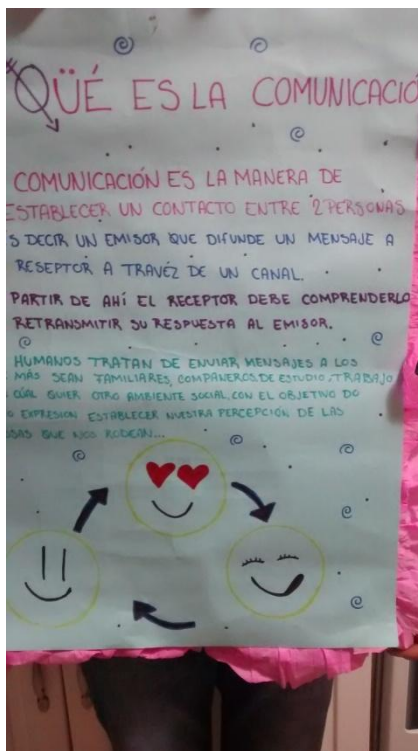 QÜÉ ES LA COMUNICACIÓ
COMUNICACIÓN ES LA MANERA DE
ESTABLECER UN CONTACTO ENTRE 2 PERSONAS
S DECIR UN EMISOR QUE DIFUNDE UN MENSAJE A
RESEPTOR A TRAVÉZ DE UN CANAL.
PARTIR DE AHÍ EL RECEPTOR DEBE COMPRENDERLO
RETRANSMITIR SU RESPUESTA AL EMISOR.
HUMANOS TRATAN DE ENVIAR MENSAJES A LOS
MÁS SEAN FAMILIARES, COMPAÑEROS DE ESTUDIO, TRABAJO
CÚAL QUIER OTRO AMBIENTE SOCIAL, CON EL OBJETIVO DO
EXPRESION ESTABLECER NUESTRA PERCEPCIÓN DE LAS
SAS QUE NOS RODEAN...